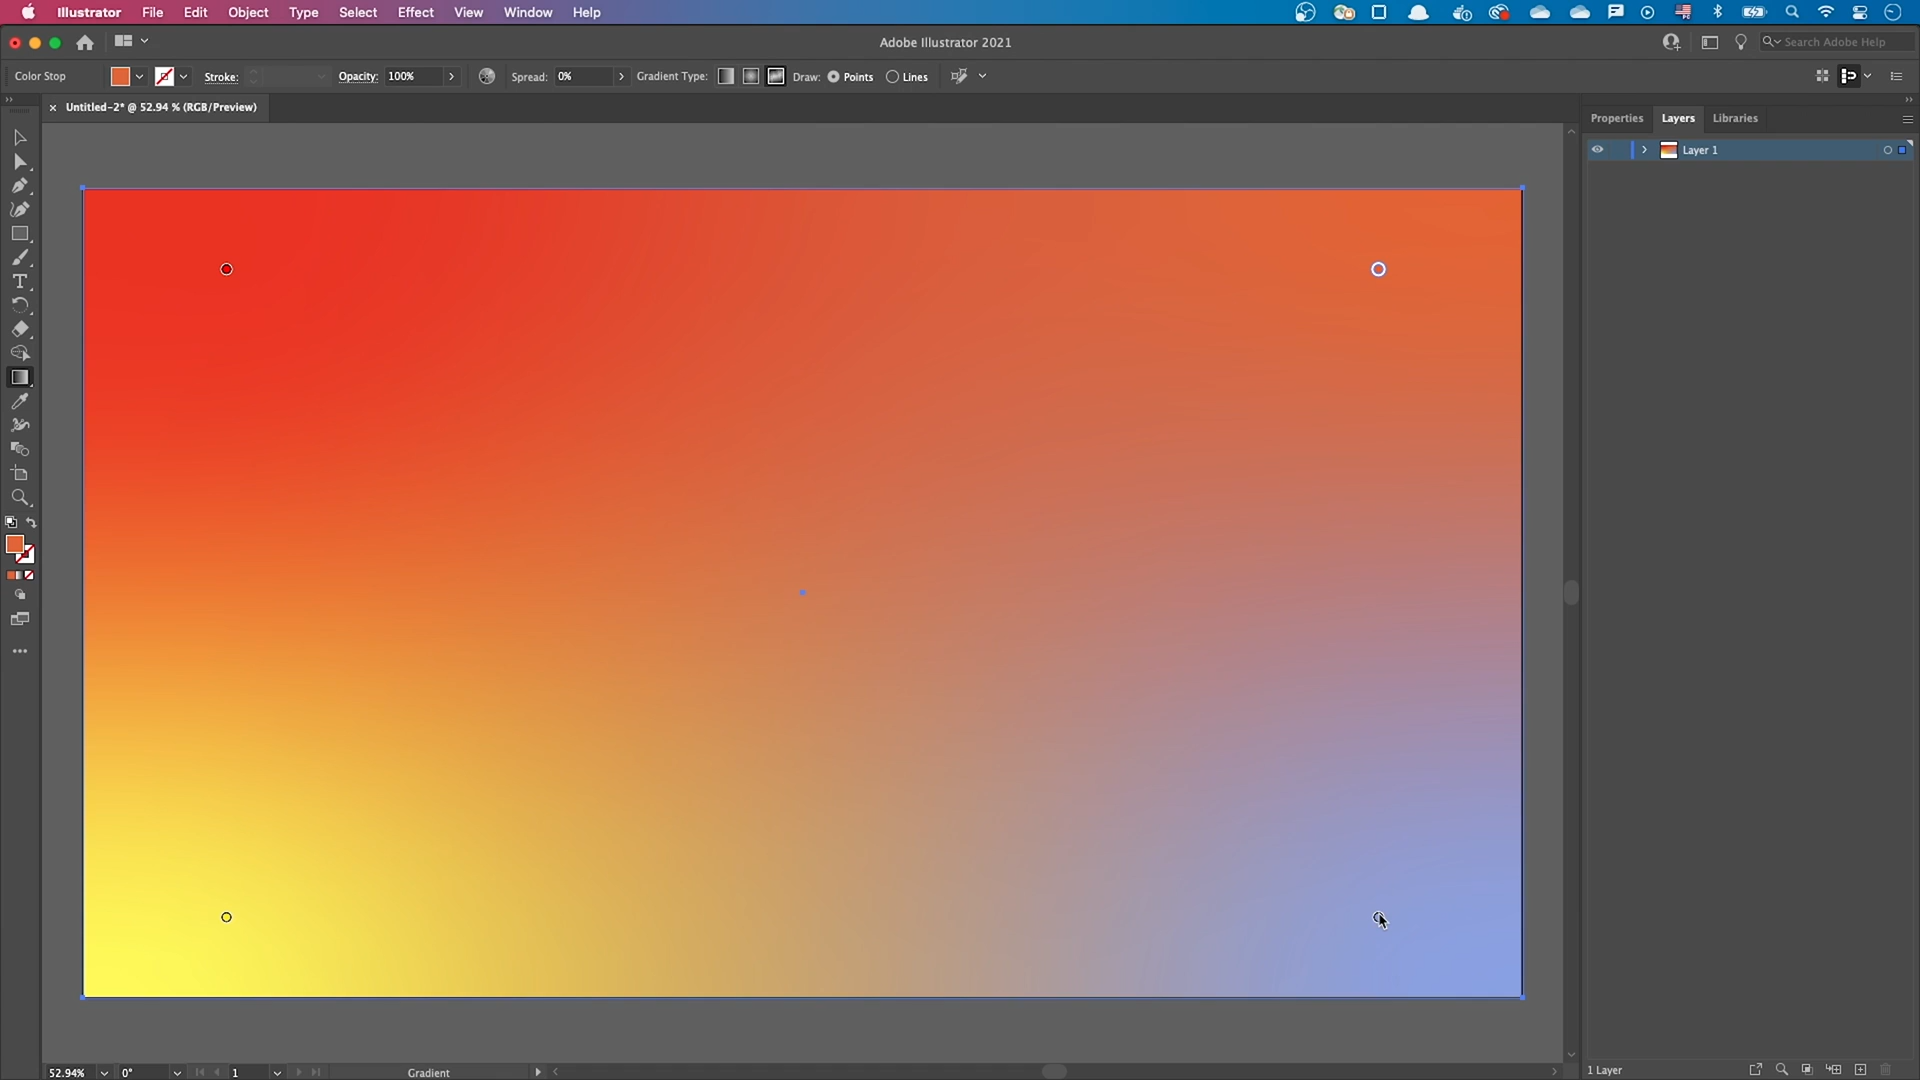 Illustrator File Edit Object Type Select Effect View Window Help
Adobe Illustrator 2021
Search Adobe Help
Color Stop Stroke: Opacity: 100% Spread: 0% Gradient Type: Draw: Points Lines
Untitled-2* @ 52.94 % (RGB/Preview)
Properties Layers Libraries
Layer 1
52.94% 0° 1 Gradient
1 Layer